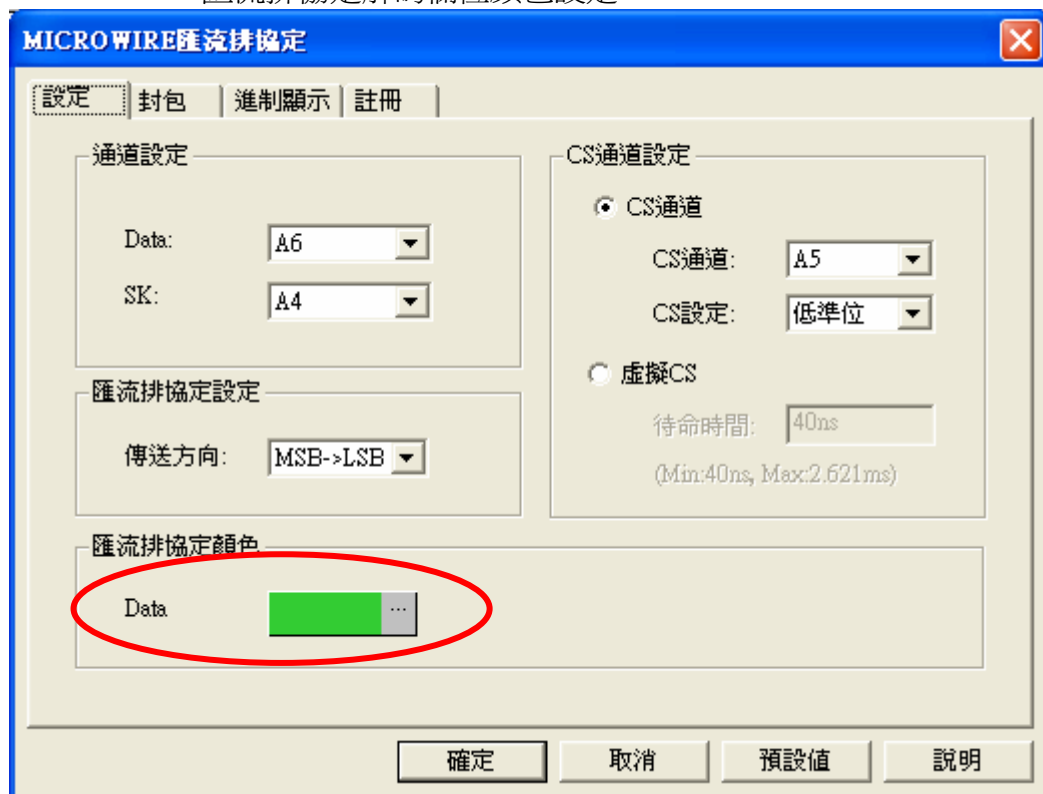 MICROWIRE匯流排協定
設定 封包 進制顯示 註冊
通道設定
Data: A6
SK: A4
匯流排協定設定
傳送方向: MSB->LSB
CS通道設定
CS通道
CS通道: A5
CS設定: 低準位
虛擬CS
待命時間: 40ns
(Min:40ns, Max:2.621ms)
匯流排協定顏色
Data ...
確定 取消 預設值 說明